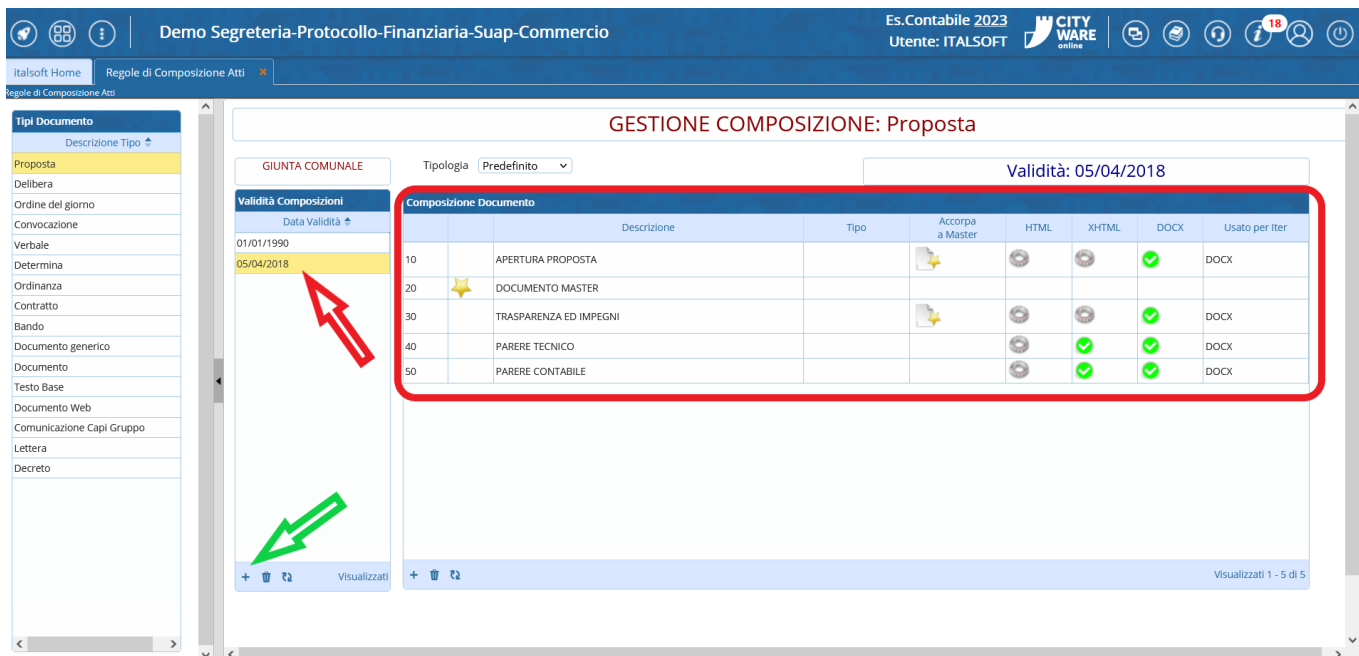 Demo Segreteria-Protocollo-Finanziaria-Suap-Commercio
Es.Contabile 2023
Utente: ITALSOFT
CITY
WARE
online
18
italsoft Home
Regole di Composizione Atti
Regole di Composizione Atti
Tipi Documento
Descrizione Tipo
Proposta
Delibera
Ordine del giorno
Convocazione
Verbale
Determina
Ordinanza
Contratto
Bando
Documento generico
Documento
Testo Base
Documento Web
Comunicazione Capi Gruppo
Lettera
Decreto
GESTIONE COMPOSIZIONE: Proposta
GIUNTA COMUNALE
Tipologia Predefinito
Validità: 05/04/2018
Validità Composizioni
Data Validità
01/01/1990
05/04/2018
Visualizzati
Composizione Documento
Descrizione Tipo Accorpa a Master HTML XHTML DOCX Usato per Iter
10 APERTURA PROPOSTA DOCX
20 DOCUMENTO MASTER
30 TRASPARENZA ED IMPEGNI DOCX
40 PARERE TECNICO DOCX
50 PARERE CONTABILE DOCX
Visualizzati 1 - 5 di 5